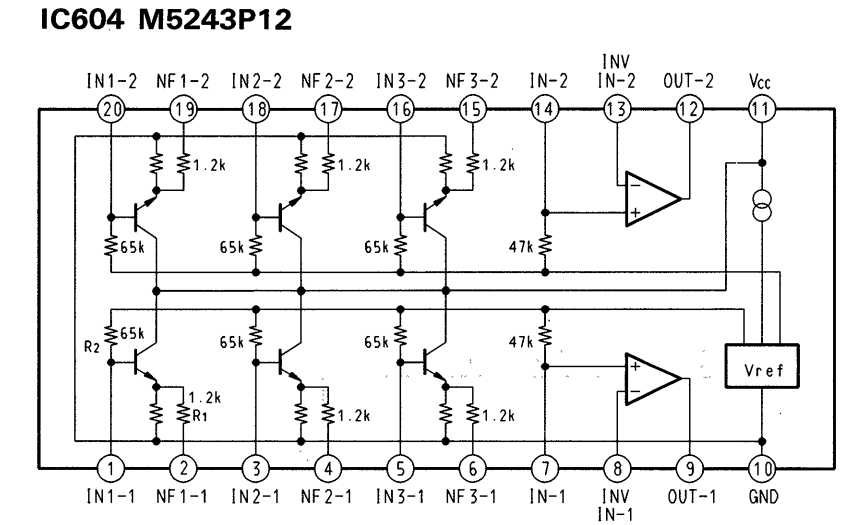 IC604 M5243P12
INV
IN1-2 NF1-2 IN2-2 NF2-2 IN3-2 NF3-2 IN-2 IN-2 OUT-2 Vcc
20 19 18 17 16 15 14 13 12 11
1.2k 1.2k 1.2k
− +
65k 65k 65k 47k
65k 65k 65k 47k
R2
Vref
+ −
1.2k
R1 1.2k 1.2k
1 2 3 4 5 6 7 8 9 10
IN1-1 NF1-1 IN2-1 NF2-1 IN3-1 NF3-1 IN-1 INV OUT-1 GND
IN-1